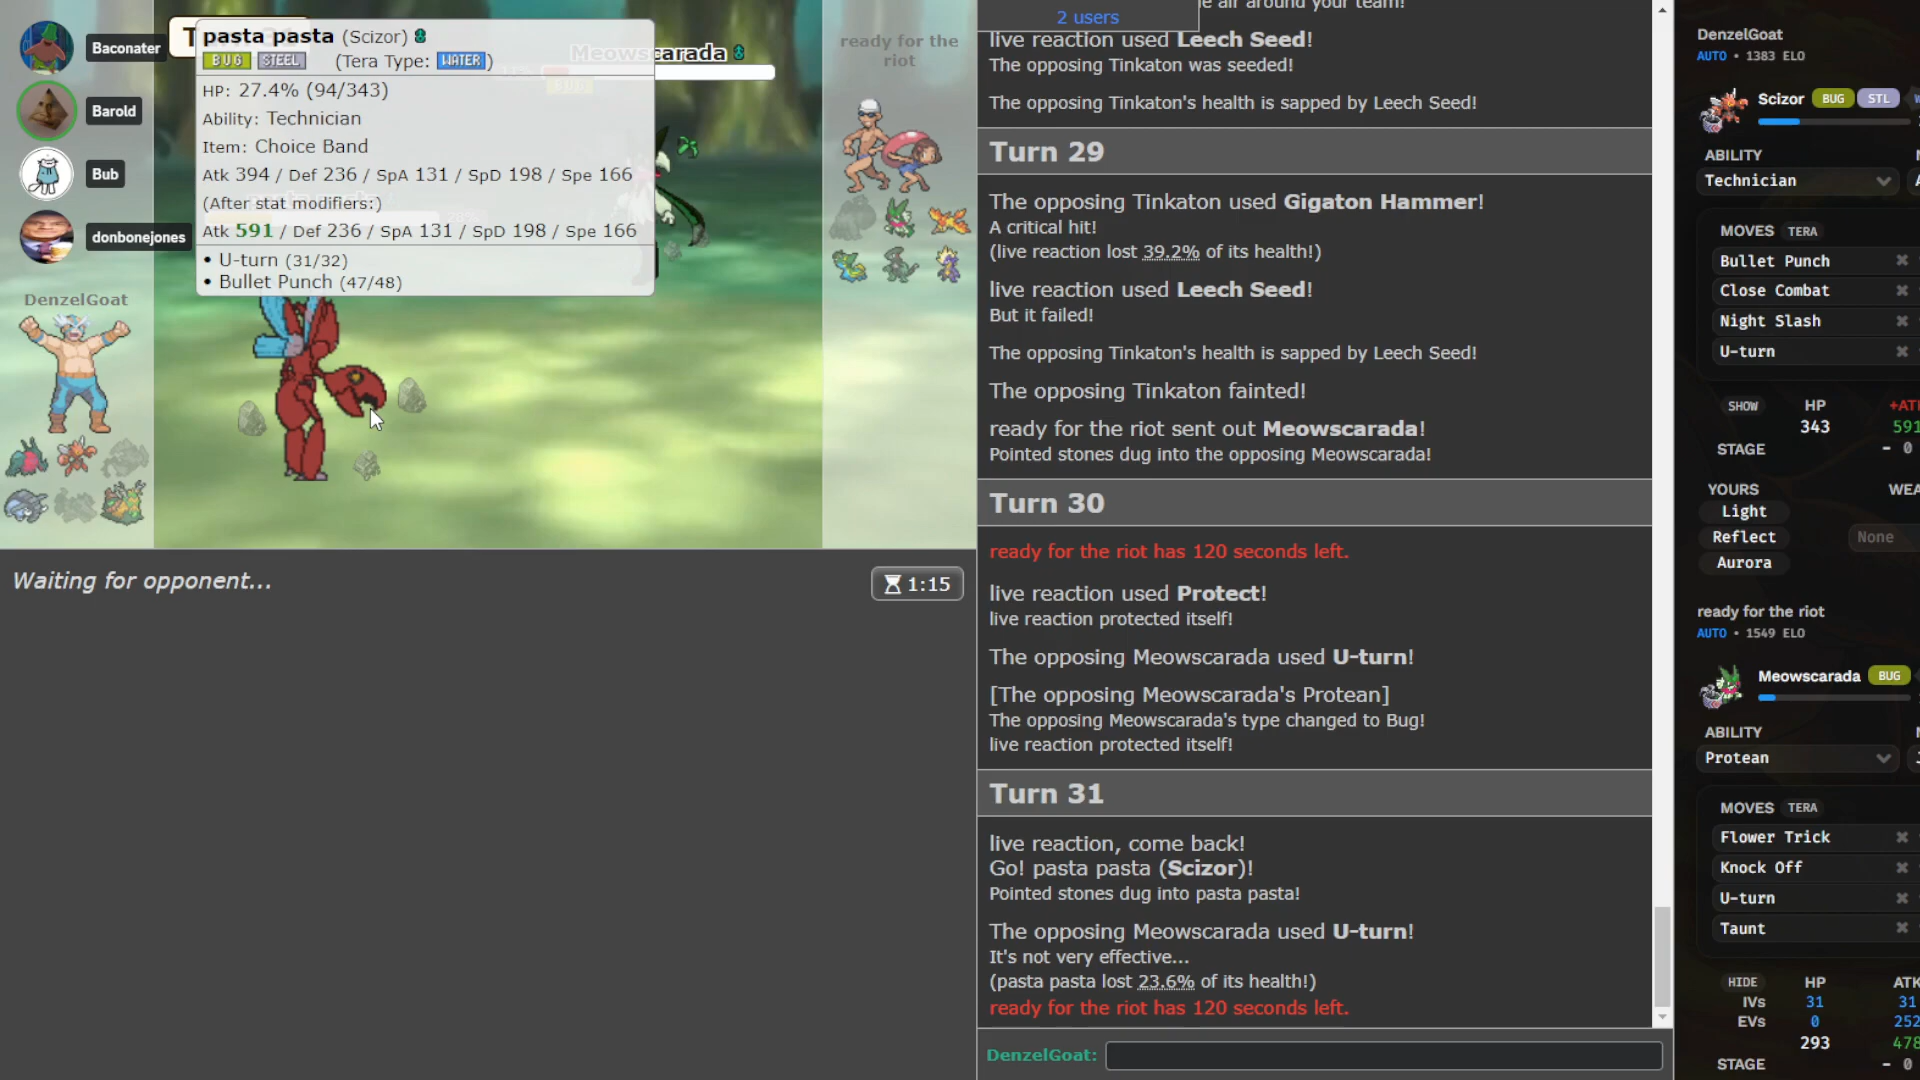 Baconater
Barold
Bub
donbonejones
pasta pasta (Scizor)
BUG STEEL (Tera Type: WATER)
HP: 27.4% (94/343)
Ability: Technician
Item: Choice Band
Atk 394 / Def 236 / SpA 131 / SpD 198 / Spe 166
(After stat modifiers:)
Atk 591 / Def 236 / SpA 131 / SpD 198 / Spe 166
• U-turn (31/32)
• Bullet Punch (47/48)
Meowscarada
ready for the
riot
DenzelGoat
Waiting for opponent...
1:15
2 users
e air around your team!
live reaction used Leech Seed!
The opposing Tinkaton was seeded!
The opposing Tinkaton's health is sapped by Leech Seed!
Turn 29
The opposing Tinkaton used Gigaton Hammer!
A critical hit!
(live reaction lost 39.2% of its health!)
live reaction used Leech Seed!
But it failed!
The opposing Tinkaton's health is sapped by Leech Seed!
The opposing Tinkaton fainted!
ready for the riot sent out Meowscarada!
Pointed stones dug into the opposing Meowscarada!
Turn 30
ready for the riot has 120 seconds left.
live reaction used Protect!
live reaction protected itself!
The opposing Meowscarada used U-turn!
[The opposing Meowscarada's Protean]
The opposing Meowscarada's type changed to Bug!
live reaction protected itself!
Turn 31
live reaction, come back!
Go! pasta pasta (Scizor)!
Pointed stones dug into pasta pasta!
The opposing Meowscarada used U-turn!
It's not very effective...
(pasta pasta lost 23.6% of its health!)
ready for the riot has 120 seconds left.
DenzelGoat:
DenzelGoat
AUTO • 1383 ELO
Scizor BUG STL
ABILITY
Technician
MOVES TERA
Bullet Punch
Close Combat
Night Slash
U-turn
SHOW HP +AT
343 591
STAGE - 0
YOURS WEA
Light
Reflect None
Aurora
ready for the riot
AUTO • 1549 ELO
Meowscarada BUG
ABILITY
Protean
MOVES TERA
Flower Trick
Knock Off
U-turn
Taunt
HIDE HP ATK
IVs 31 31
EVs 0 252
293 478
STAGE - 0